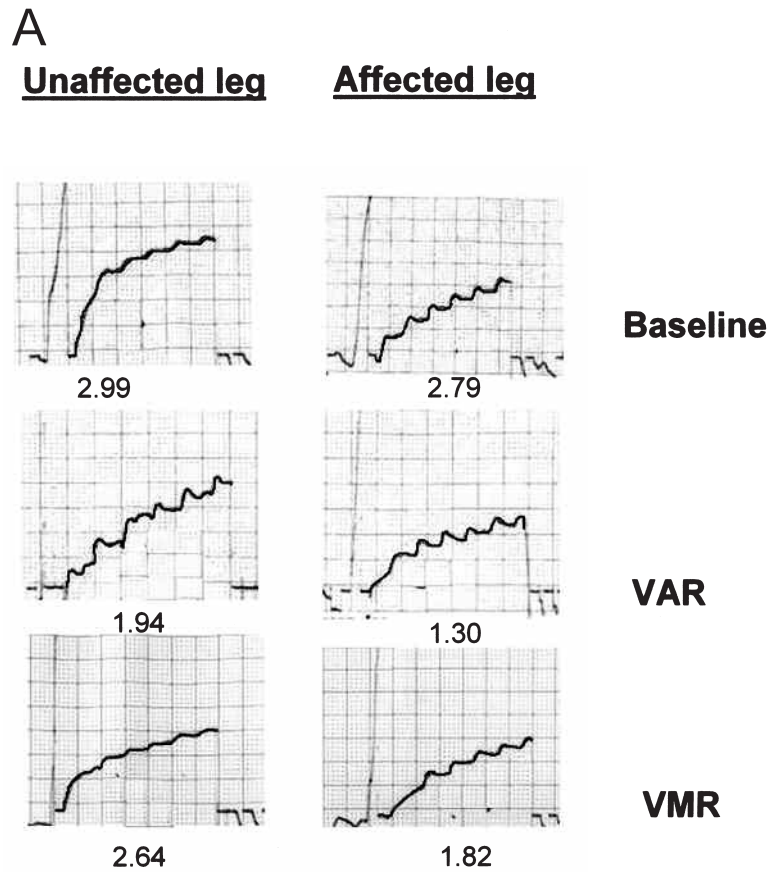 A
Unaffected leg Affected leg
Baseline
2.99 2.79
VAR
1.94 1.30
VMR
2.64 1.82